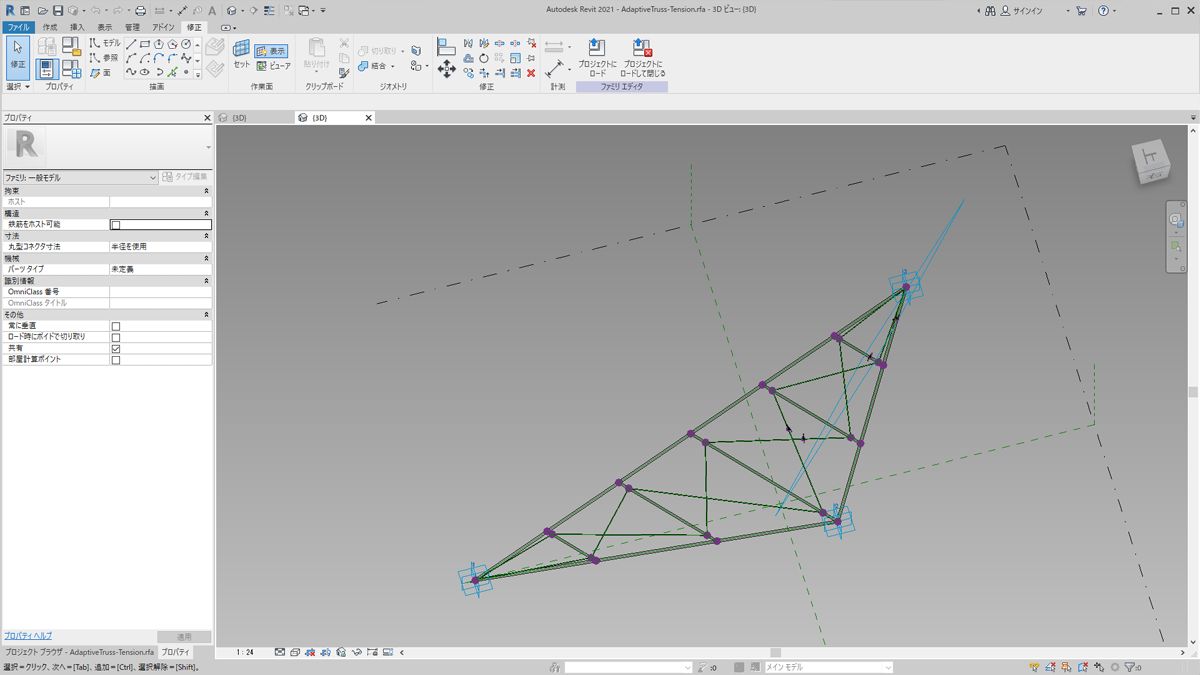 Autodesk Revit 2021 - AdaptiveTruss-Tension.rfa - 3D ビュー: {3D}
サインイン
ファイル 作成 挿入 表示 管理 アドイン 修正
修正
モデル
参照
面
セット
表示
ビューア
貼り付け
切り取り
結合
プロジェクトに
ロード
プロジェクトに
ロードして閉じる
選択 プロパティ 描画 作業面 クリップボード ジオメトリ 修正 計測 ファミリ エディタ
プロパティ
{3D}
{3D}
R
ファミリ: 一般モデル
タイプ編集
拘束
ホスト
構造
鉄筋をホスト可能
寸法
丸型コネクタ寸法 半径を使用
機械
パーツ タイプ 未定義
識別情報
OmniClass 番号
OmniClass タイトル
その他
常に垂直
ロード時にボイドで切り取り
共有
部屋計算ポイント
プロパティ ヘルプ
適用
プロジェクト ブラウザ - AdaptiveTruss-Tension.rfa プロパティ
1 : 24
選択＝クリック、次へ＝[Tab]、追加＝[Ctrl]、選択解除＝[Shift]。
:0
メイン モデル
:0